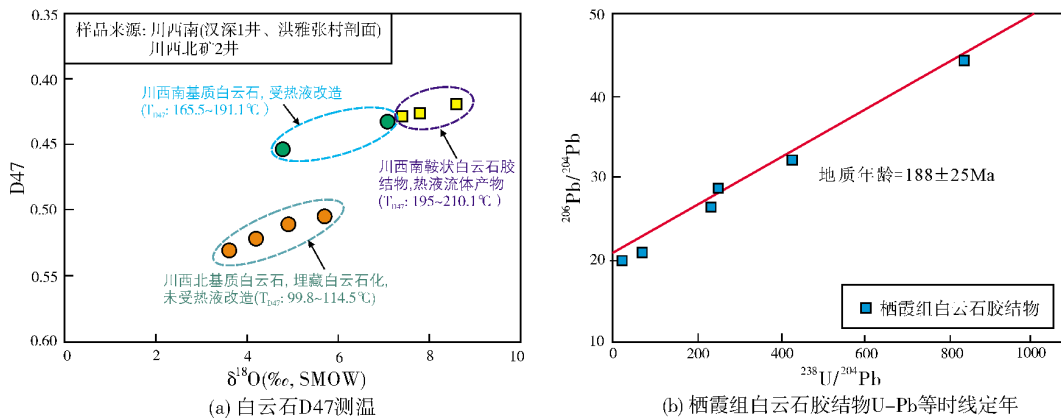 0.35
0.40
0.45
0.50
0.55
0.60
D47
样品来源: 川西南(汉深1井、洪雅张村剖面)
川西北矿2井
川西南基质白云石, 受热液改造
(TD47: 165.5~191.1℃)
川西南鞍状白云石胶
结物,热液流体产物
(TD47: 195~210.1℃)
川西北基质白云石, 埋藏白云石化,
未受热液改造(TD47: 99.8~114.5℃)
0 2 4 6 8 10
δ¹⁸O(‰, SMOW)
(a) 白云石D47测温
50
40
30
20
10
²⁰⁶Pb/²⁰⁴Pb
地质年龄=188±25Ma
栖霞组白云石胶结物
0 200 400 600 800 1000
²³⁸U/²⁰⁴Pb
(b) 栖霞组白云石胶结物U-Pb等时线定年